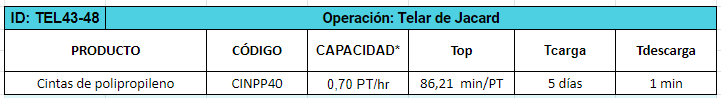 ID: TEL43-48 Operación: Telar de Jacard
PRODUCTO CÓDIGO CAPACIDAD* Top Tcarga Tdescarga
Cintas de polipropileno CINPP40 0,70 PT/hr 86,21 min/PT 5 días 1 min